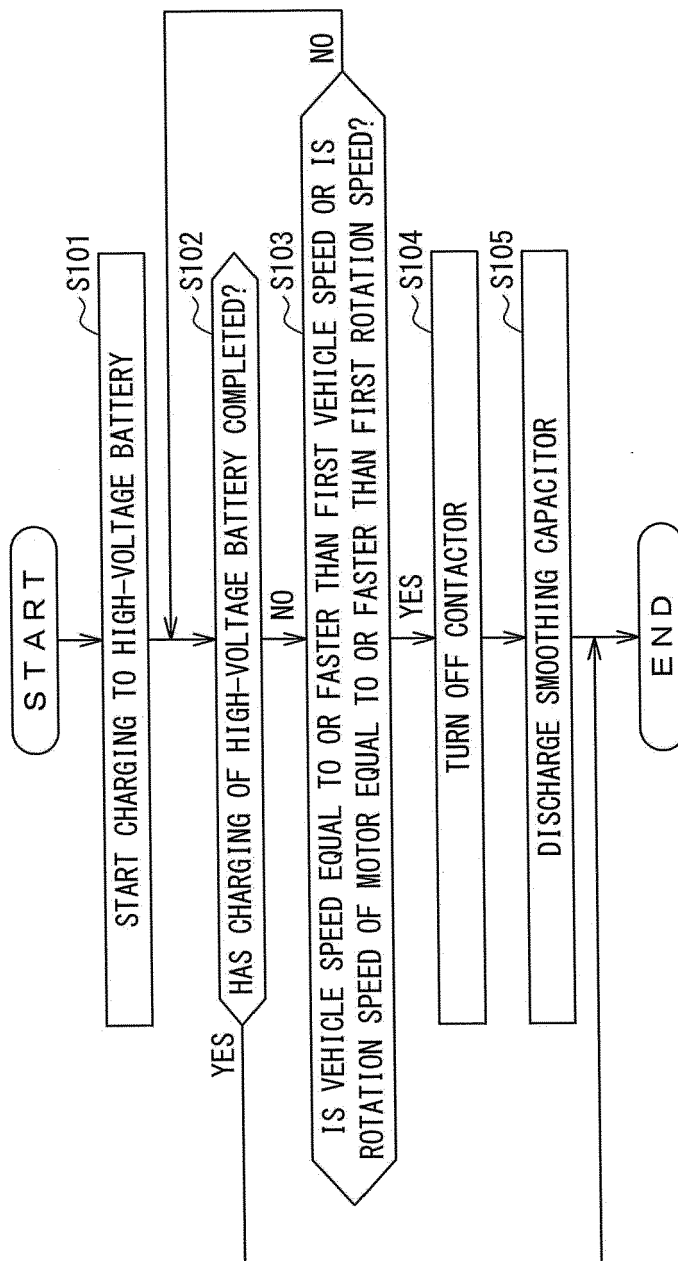 START
START CHARGING TO HIGH-VOLTAGE BATTERY
S101
HAS CHARGING OF HIGH-VOLTAGE BATTERY COMPLETED?
S102
YES
NO
IS VEHICLE SPEED EQUAL TO OR FASTER THAN FIRST VEHICLE SPEED OR IS
ROTATION SPEED OF MOTOR EQUAL TO OR FASTER THAN FIRST ROTATION SPEED?
S103
NO
YES
TURN OFF CONTACTOR
S104
DISCHARGE SMOOTHING CAPACITOR
S105
END